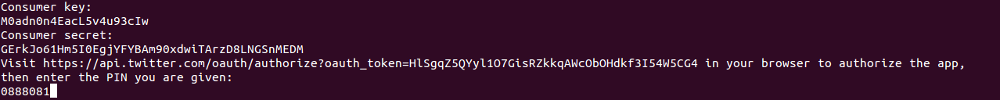 Consumer key:
M0adn0n4EacL5v4u93cIw
Consumer secret:
GErkJo61Hm5I0EgjYFYBAm90xdwiTArzD8LNGSnMEDM
Visit https://api.twitter.com/oauth/authorize?oauth_token=HlSgqZ5QYyl1O7GisRZkkqAWcObOHdkf3I54W5CG4 in your browser to authorize the app,
then enter the PIN you are given:
0888081